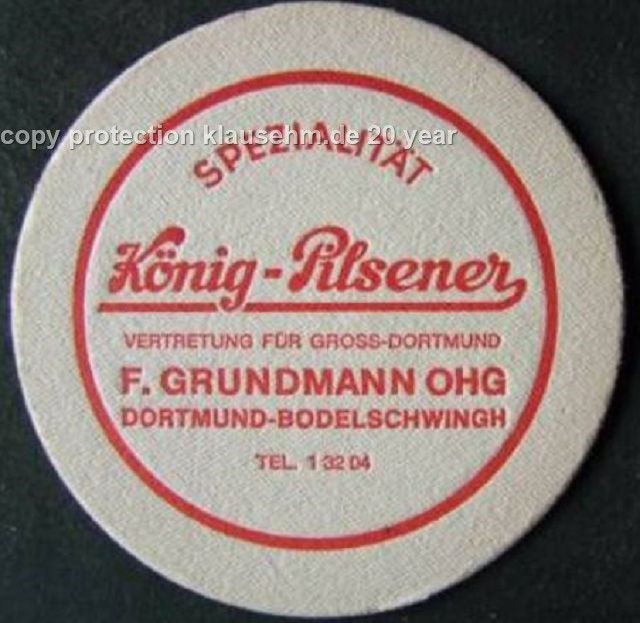 copy protection klausehm.de 20 year
SPEZIALITÄT
König-Pilsener
VERTRETUNG FÜR GROSS-DORTMUND
F. GRUNDMANN OHG
DORTMUND-BODELSCHWINGH
TEL. 1 32 04